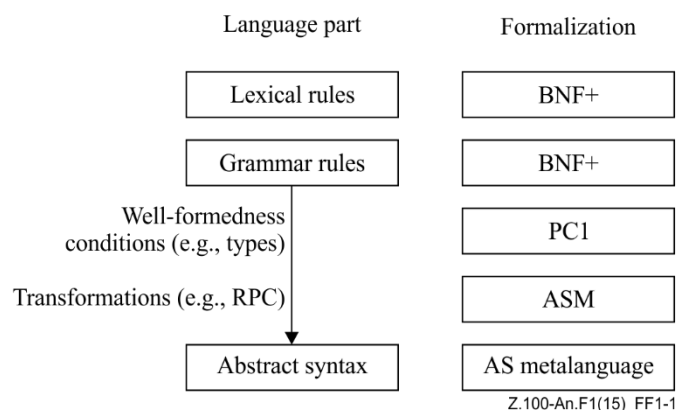 Language part
Formalization
Lexical rules
BNF+
Grammar rules
BNF+
Well-formedness
conditions (e.g., types)
PC1
Transformations (e.g., RPC)
ASM
Abstract syntax
AS metalanguage
Z.100-An.F1(15)_FF1-1